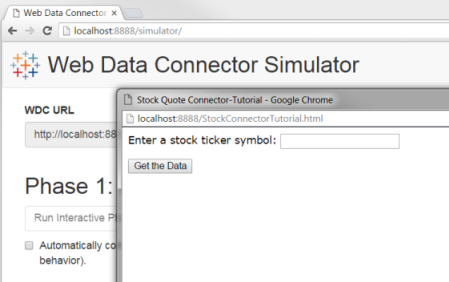 Web Data Connector
localhost:8888/simulator/
Web Data Connector Simulator
WDC URL
http://localhost:88
Phase 1:
Run Interactive P
Automatically co
behavior).
Stock Quote Connector-Tutorial - Google Chrome
localhost:8888/StockConnectorTutorial.html
Enter a stock ticker symbol:
Get the Data